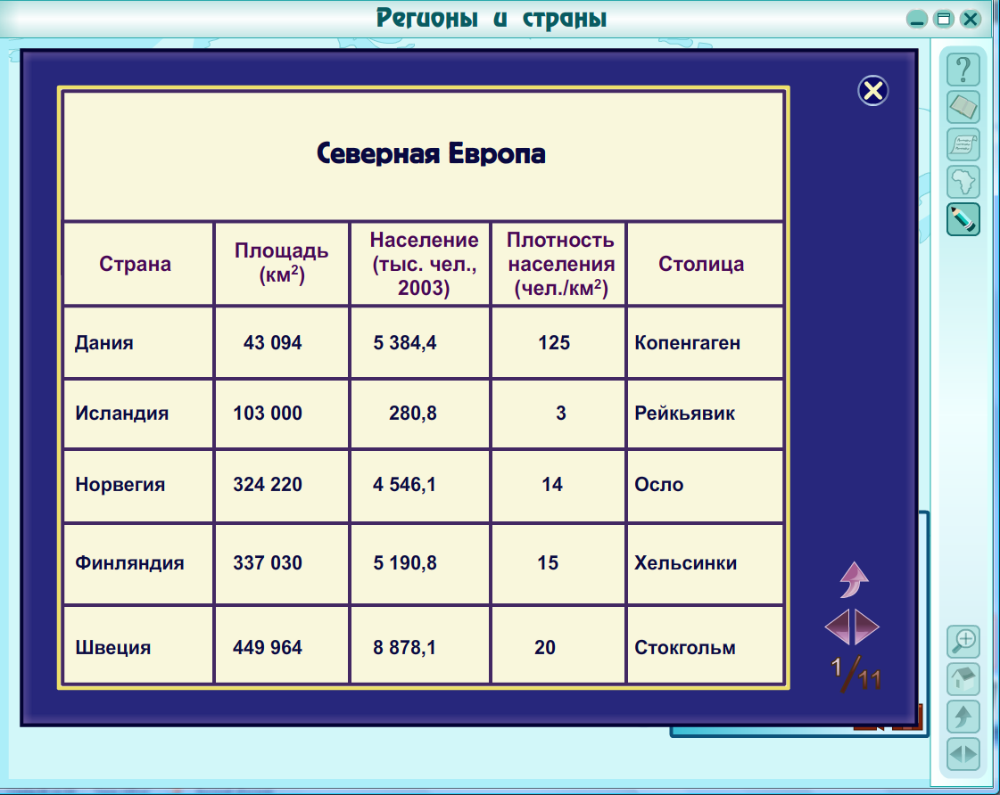 Регионы и страны
Северная Европа
Страна
Площадь
(км²)
Население
(тыс. чел.,
2003)
Плотность
населения
(чел./км²)
Столица
Дания 43 094 5 384,4 125 Копенгаген
Исландия 103 000 280,8 3 Рейкьявик
Норвегия 324 220 4 546,1 14 Осло
Финляндия 337 030 5 190,8 15 Хельсинки
Швеция 449 964 8 878,1 20 Стокгольм
1/11
?